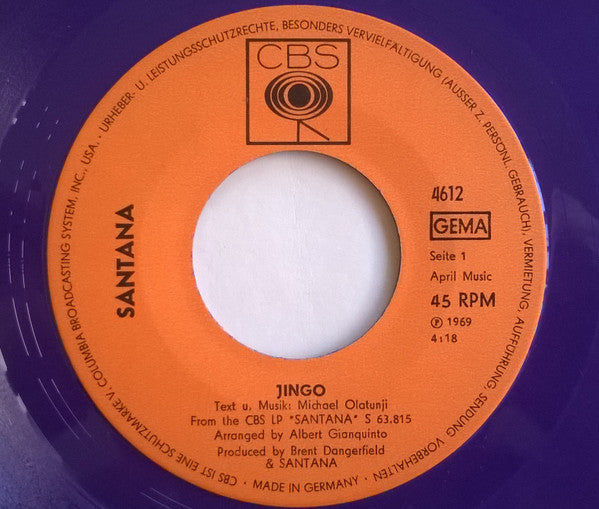 URHEBER- U. LEISTUNGSSCHUTZRECHTE, BESONDERS VERVIELFÄLTIGUNG (AUSSER Z. PERSONL. GEBRAUCH), VERMIETUNG, AUFFÜHRUNG, SENDUNG VORBEHALTEN
CBS
SANTANA
4612
GEMA
Seite 1
April Music
45 RPM
Ⓟ 1969
4:18
JINGO
Text u. Musik: Michael Olatunji
From the CBS LP "SANTANA" S 63.815
Arranged by Albert Gianquinto
Produced by Brent Dangerfield
& SANTANA
• MADE IN GERMANY •
CBS IST EINE SCHUTZMARKE V. COLUMBIA BROADCASTING SYSTEM, INC., USA. •